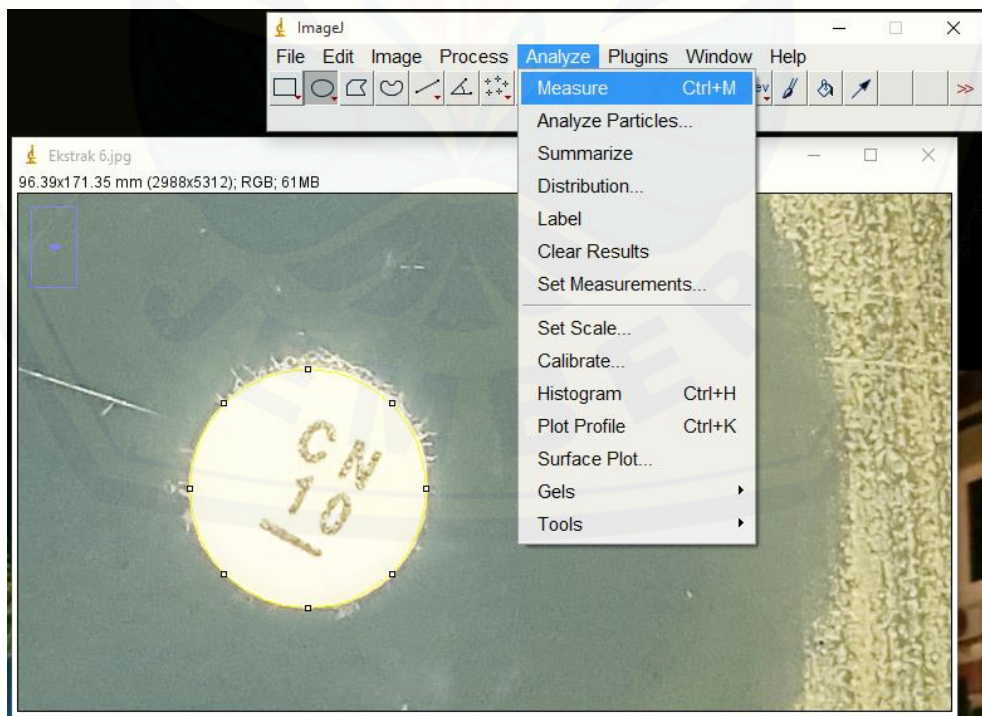 ImageJ
File Edit Image Process Analyze Plugins Window Help
Measure Ctrl+M
Analyze Particles...
Summarize
Distribution...
Label
Clear Results
Set Measurements...
Set Scale...
Calibrate...
Histogram Ctrl+H
Plot Profile Ctrl+K
Surface Plot...
Gels
Tools
Ekstrak 6.jpg
96.39x171.35 mm (2988x5312); RGB; 61MB
CN
10
JEMBER